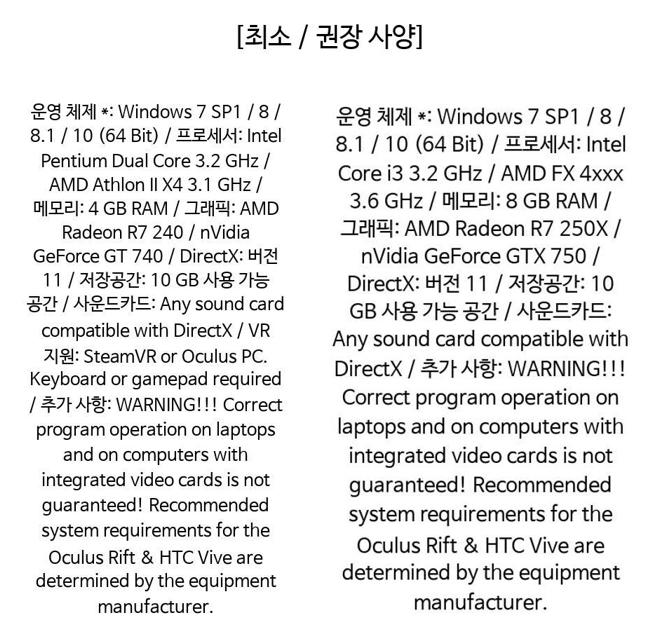 [최소 / 권장 사양]
운영 체제 *: Windows 7 SP1 / 8 /
8.1 / 10 (64 Bit) / 프로세서: Intel
Pentium Dual Core 3.2 GHz /
AMD Athlon II X4 3.1 GHz /
메모리: 4 GB RAM / 그래픽: AMD
Radeon R7 240 / nVidia
GeForce GT 740 / DirectX: 버전
11 / 저장공간: 10 GB 사용 가능
공간 / 사운드카드: Any sound card
compatible with DirectX / VR
지원: SteamVR or Oculus PC.
Keyboard or gamepad required
/ 추가 사항: WARNING!!! Correct
program operation on laptops
and on computers with
integrated video cards is not
guaranteed! Recommended
system requirements for the
Oculus Rift & HTC Vive are
determined by the equipment
manufacturer.
운영 체제 *: Windows 7 SP1 / 8 /
8.1 / 10 (64 Bit) / 프로세서: Intel
Core i3 3.2 GHz / AMD FX 4xxx
3.6 GHz / 메모리: 8 GB RAM /
그래픽: AMD Radeon R7 250X /
nVidia GeForce GTX 750 /
DirectX: 버전 11 / 저장공간: 10
GB 사용 가능 공간 / 사운드카드:
Any sound card compatible with
DirectX / 추가 사항: WARNING!!!
Correct program operation on
laptops and on computers with
integrated video cards is not
guaranteed! Recommended
system requirements for the
Oculus Rift & HTC Vive are
determined by the equipment
manufacturer.